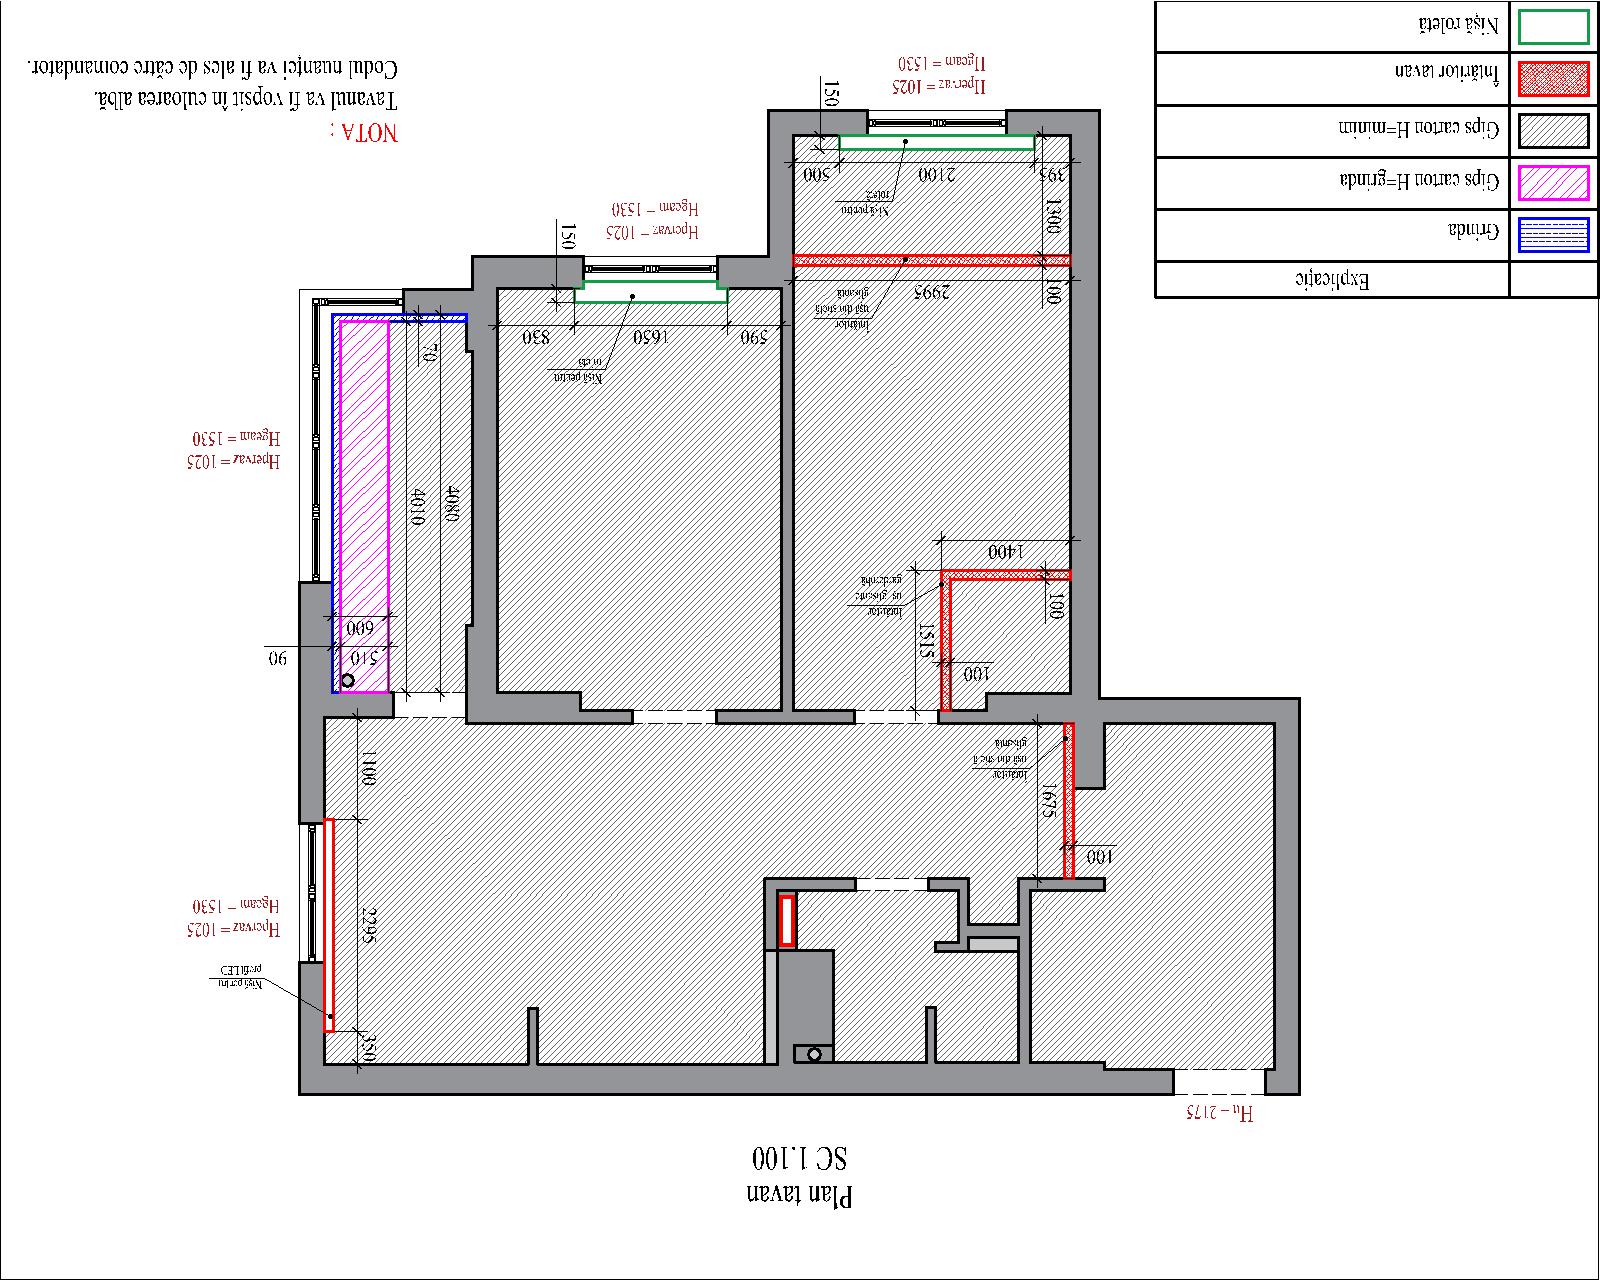 Plan tavan
SC 1.100
Hu – 2175
350
Nișă pentru
profil LED
2295
Hpervaz = 1025
Hgeam = 1530
100
1675
Întăritor
ușă din sticlă
glisantă
1100
100
1515
100
Întăritor
uși glisante
garderobă
1400
510
90
600
4080
4010
Hpervaz = 1025
Hgeam = 1530
Nișă pentru
70
590
1650
830
Întăritor
ușă din sticlă
glisantă
100
2995
150
Hpervaz = 1025
Hgeam = 1530
1300
Nișă pentru
roletă
395
2100
500
150
Hpervaz = 1025
Hgeam = 1530
Explicație
Grinda
Gips carton H=grinda
Gips carton H=minim
Întăritor tavan
Nișă roletă
NOTA :
Tavanul va fi vopsit în culoarea albă.
Codul nuanței va fi ales de către comandator.